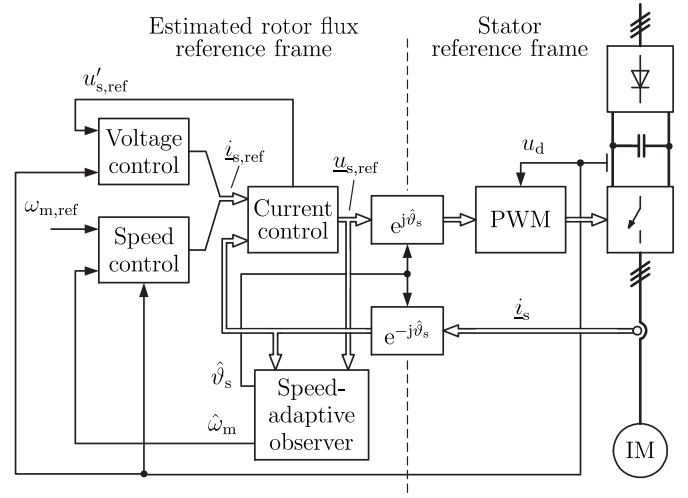 Estimated rotor flux
reference frame
Stator
reference frame
u′s,ref
Voltage
control
i̲s,ref
u̲s,ref
ud
ωm,ref
Speed
control
Current
control
e^jϑ̂s
PWM
e^−jϑ̂s
i̲s
ϑ̂s
Speed-
adaptive
observer
ω̂m
IM